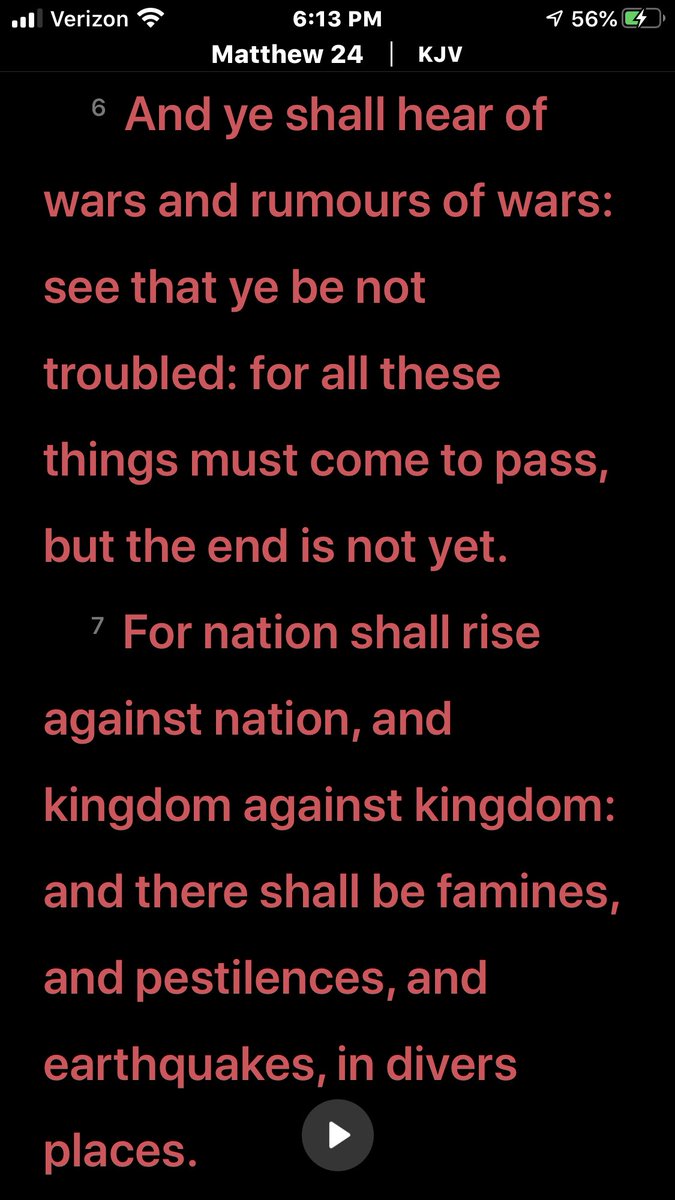 Verizon 6:13 PM 56%
Matthew 24 | KJV
6 And ye shall hear of
wars and rumours of wars:
see that ye be not
troubled: for all these
things must come to pass,
but the end is not yet.
7 For nation shall rise
against nation, and
kingdom against kingdom:
and there shall be famines,
and pestilences, and
earthquakes, in divers
places.